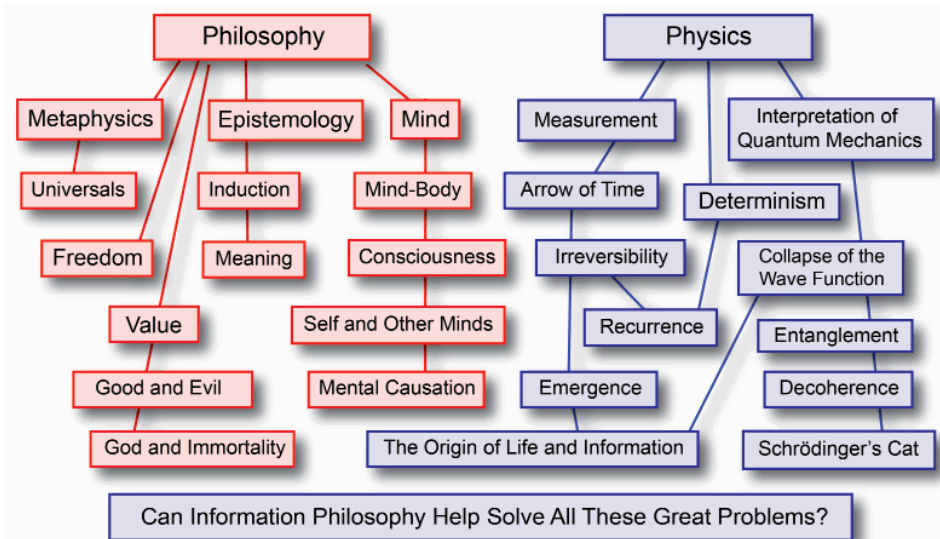 Philosophy
Metaphysics
Epistemology
Mind
Universals
Induction
Mind-Body
Freedom
Meaning
Consciousness
Value
Self and Other Minds
Good and Evil
Mental Causation
God and Immortality
Physics
Measurement
Interpretation of
Quantum Mechanics
Arrow of Time
Determinism
Irreversibility
Collapse of the
Wave Function
Recurrence
Entanglement
Emergence
Decoherence
The Origin of Life and Information
Schrödinger's Cat
Can Information Philosophy Help Solve All These Great Problems?